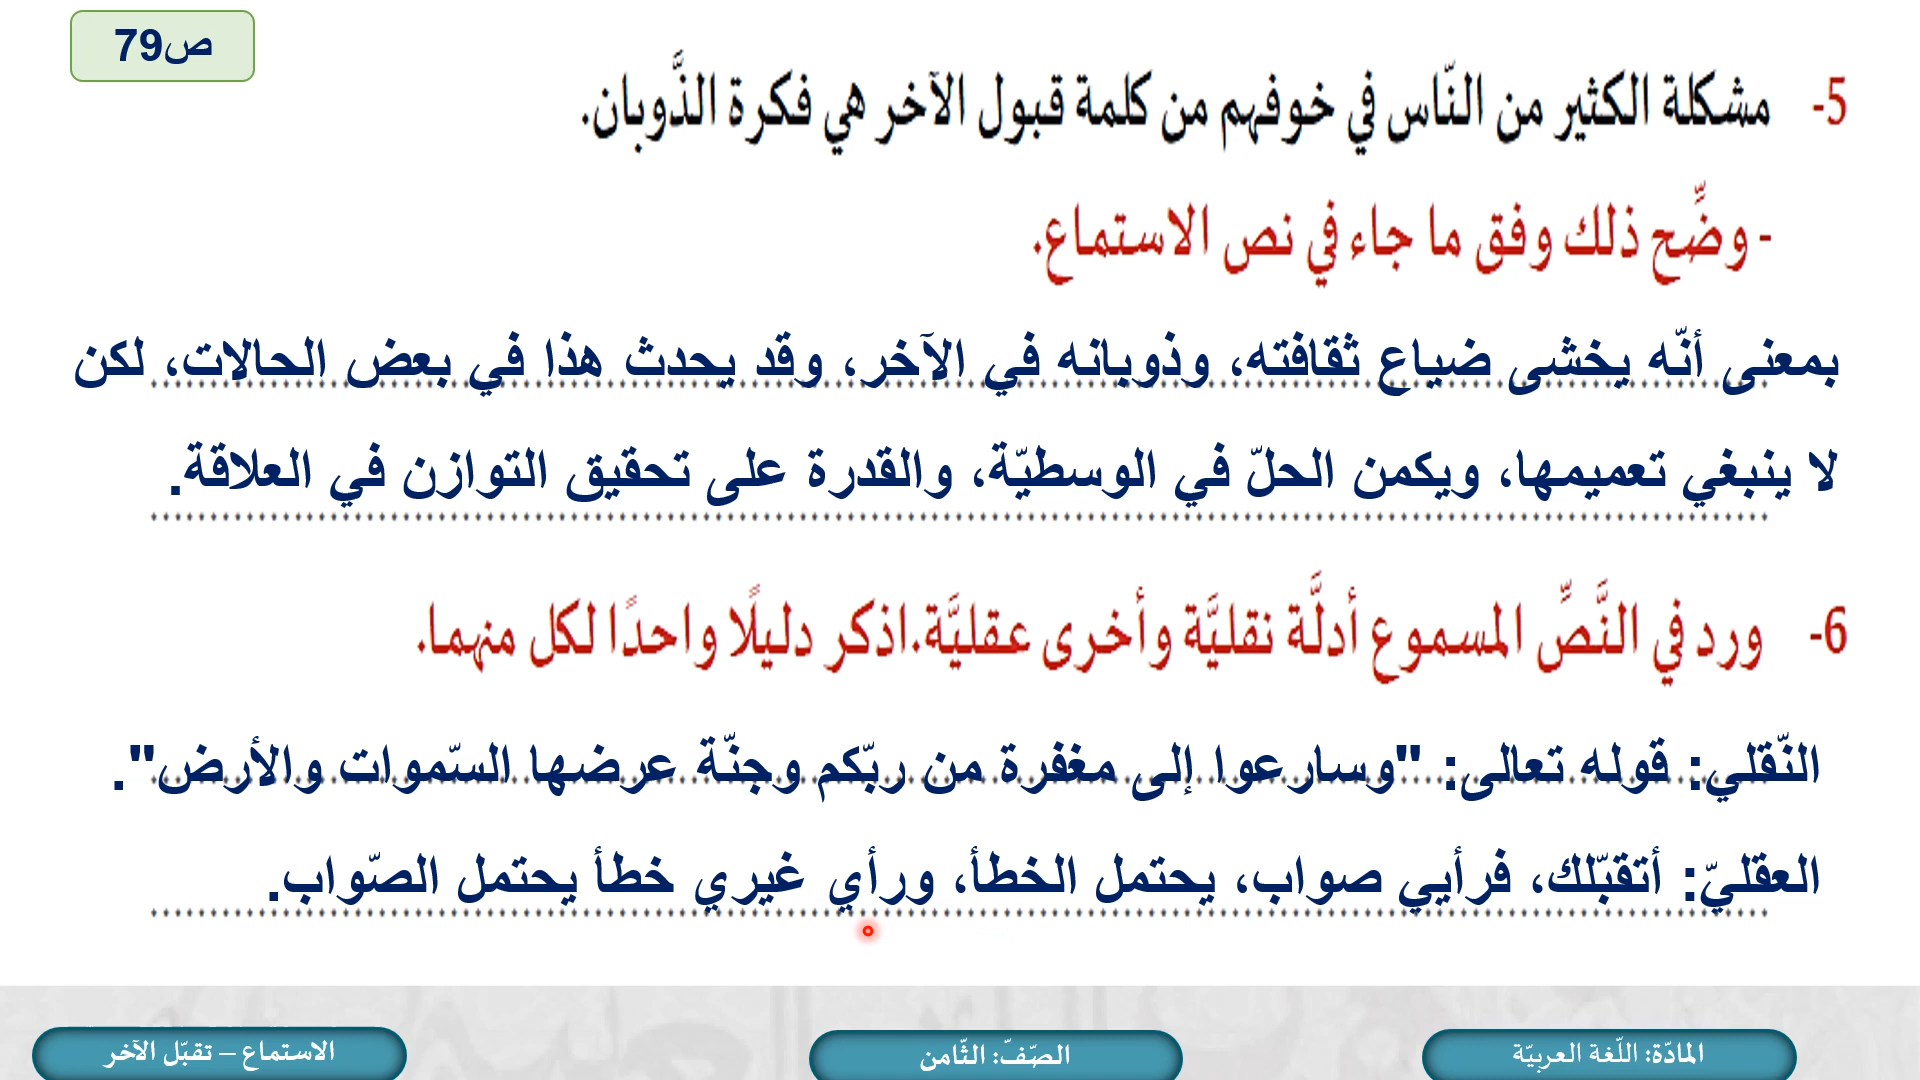 ص79
5- مشكلة الكثير من النّاس في خوفهم من كلمة قبول الآخر هي فكرة الذَّوبان.
- وضِّح ذلك وفق ما جاء في نص الاستماع.
بمعنى أنّه يخشى ضياع ثقافته، وذوبانه في الآخر، وقد يحدث هذا في بعض الحالات، لكن
لا ينبغي تعميمها، ويكمن الحلّ في الوسطيّة، والقدرة على تحقيق التوازن في العلاقة.
6- ورد في النَّصِّ المسموع أدلَّة نقليَّة وأخرى عقليَّة.اذكر دليلًا واحدًا لكل منهما.
النّقلي: قوله تعالى: "وسارعوا إلى مغفرة من ربّكم وجنّة عرضها السّموات والأرض".
العقليّ: أتقبّلك، فرأيي صواب، يحتمل الخطأ، ورأي غيري خطأ يحتمل الصّواب.
المادّة: اللّغة العربيّة
الصّفّ: الثّامن
الاستماع – تقبّل الآخر